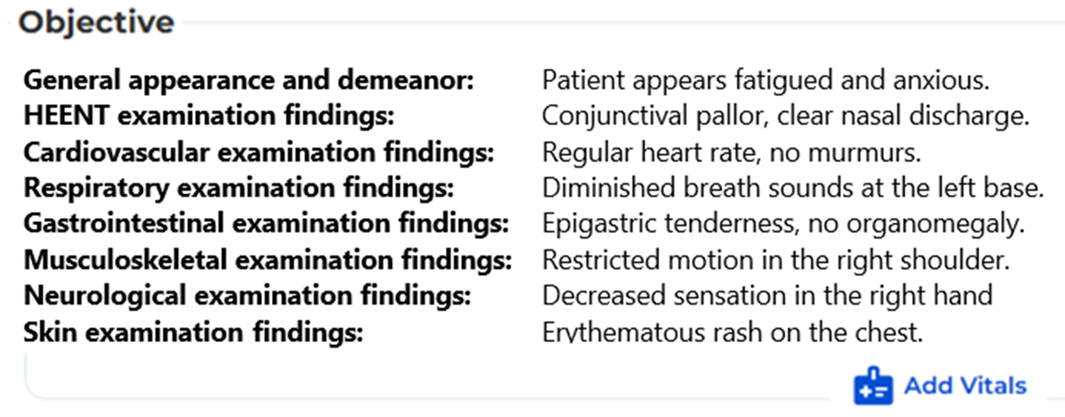 Objective
General appearance and demeanor: Patient appears fatigued and anxious.
HEENT examination findings: Conjunctival pallor, clear nasal discharge.
Cardiovascular examination findings: Regular heart rate, no murmurs.
Respiratory examination findings: Diminished breath sounds at the left base.
Gastrointestinal examination findings: Epigastric tenderness, no organomegaly.
Musculoskeletal examination findings: Restricted motion in the right shoulder.
Neurological examination findings: Decreased sensation in the right hand
Skin examination findings: Erythematous rash on the chest.
Add Vitals